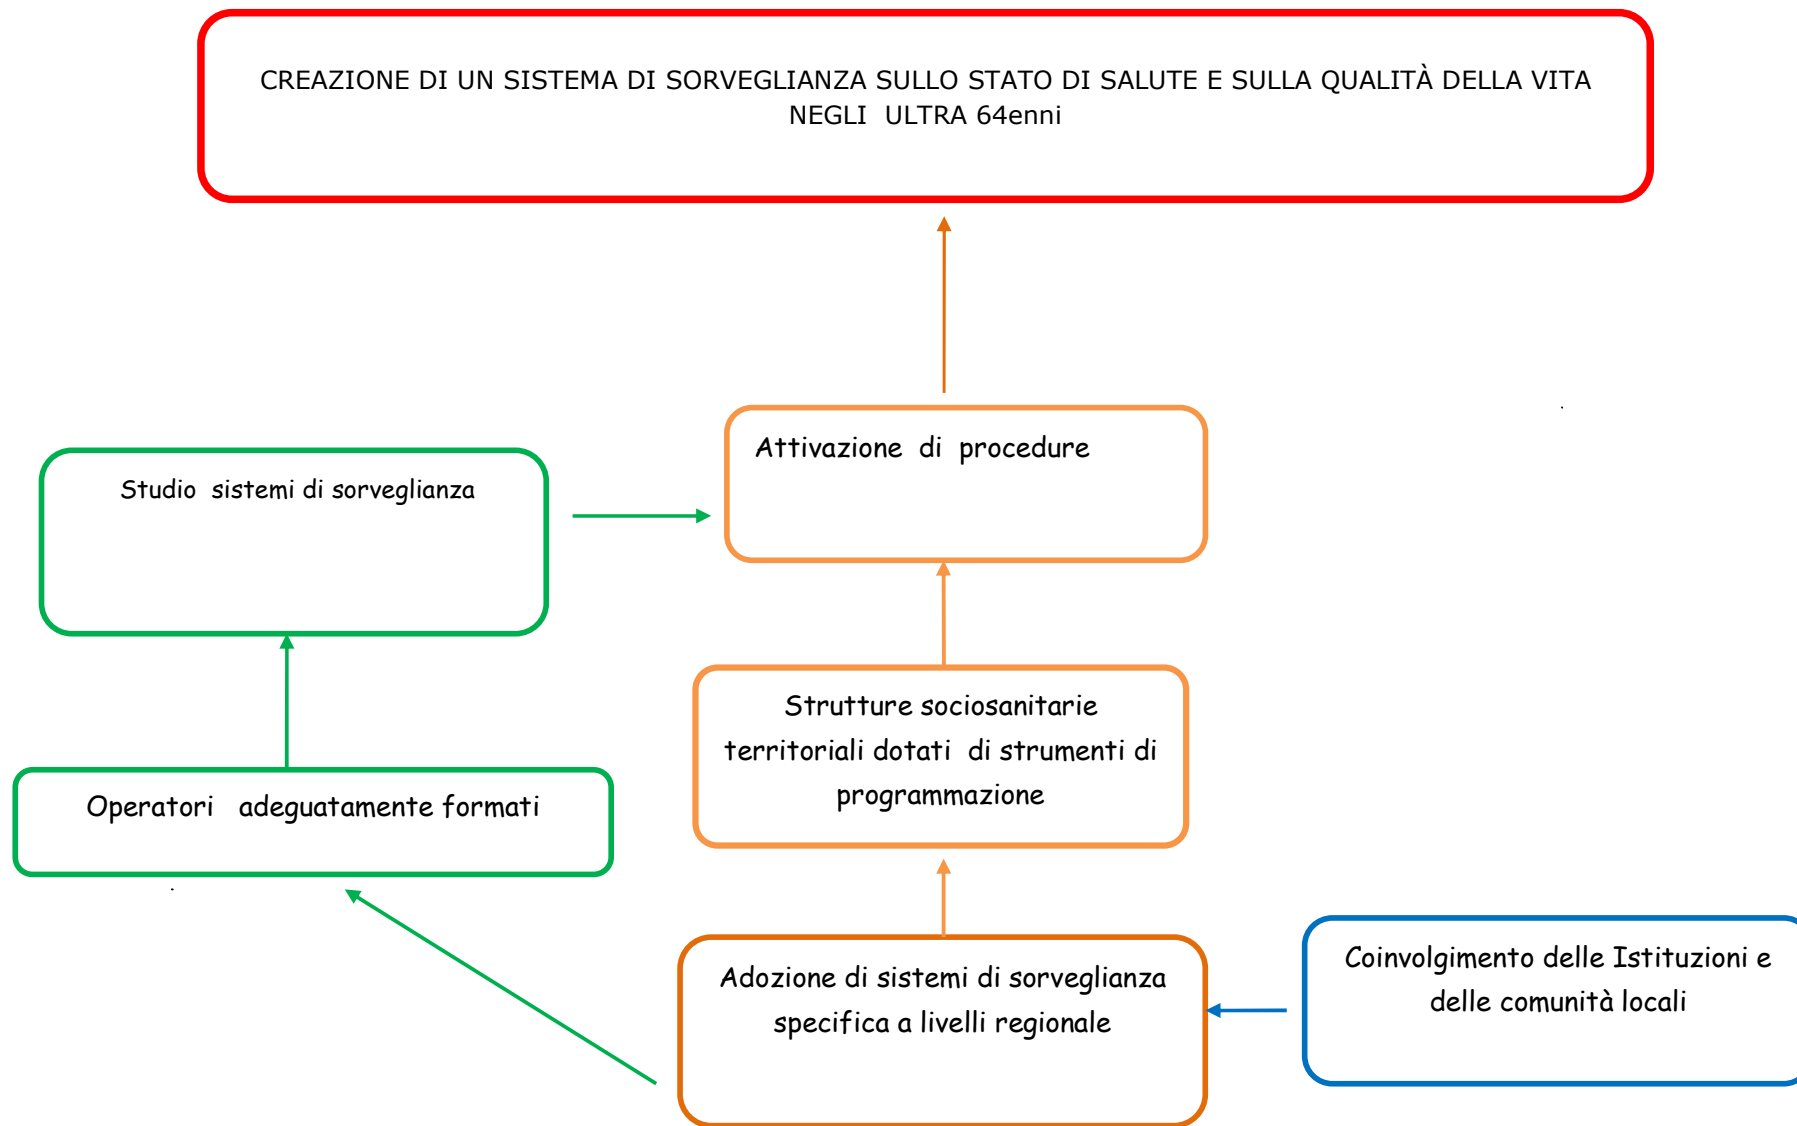 CREAZIONE DI UN SISTEMA DI SORVEGLIANZA SULLO STATO DI SALUTE E SULLA QUALITÀ DELLA VITA
NEGLI  ULTRA 64enni
Attivazione  di  procedure
Studio  sistemi di sorveglianza
Strutture sociosanitarie
territoriali dotati  di strumenti di
programmazione
Operatori   adeguatamente formati
Adozione di sistemi di sorveglianza
specifica a livelli regionale
Coinvolgimento delle Istituzioni e
delle comunità locali